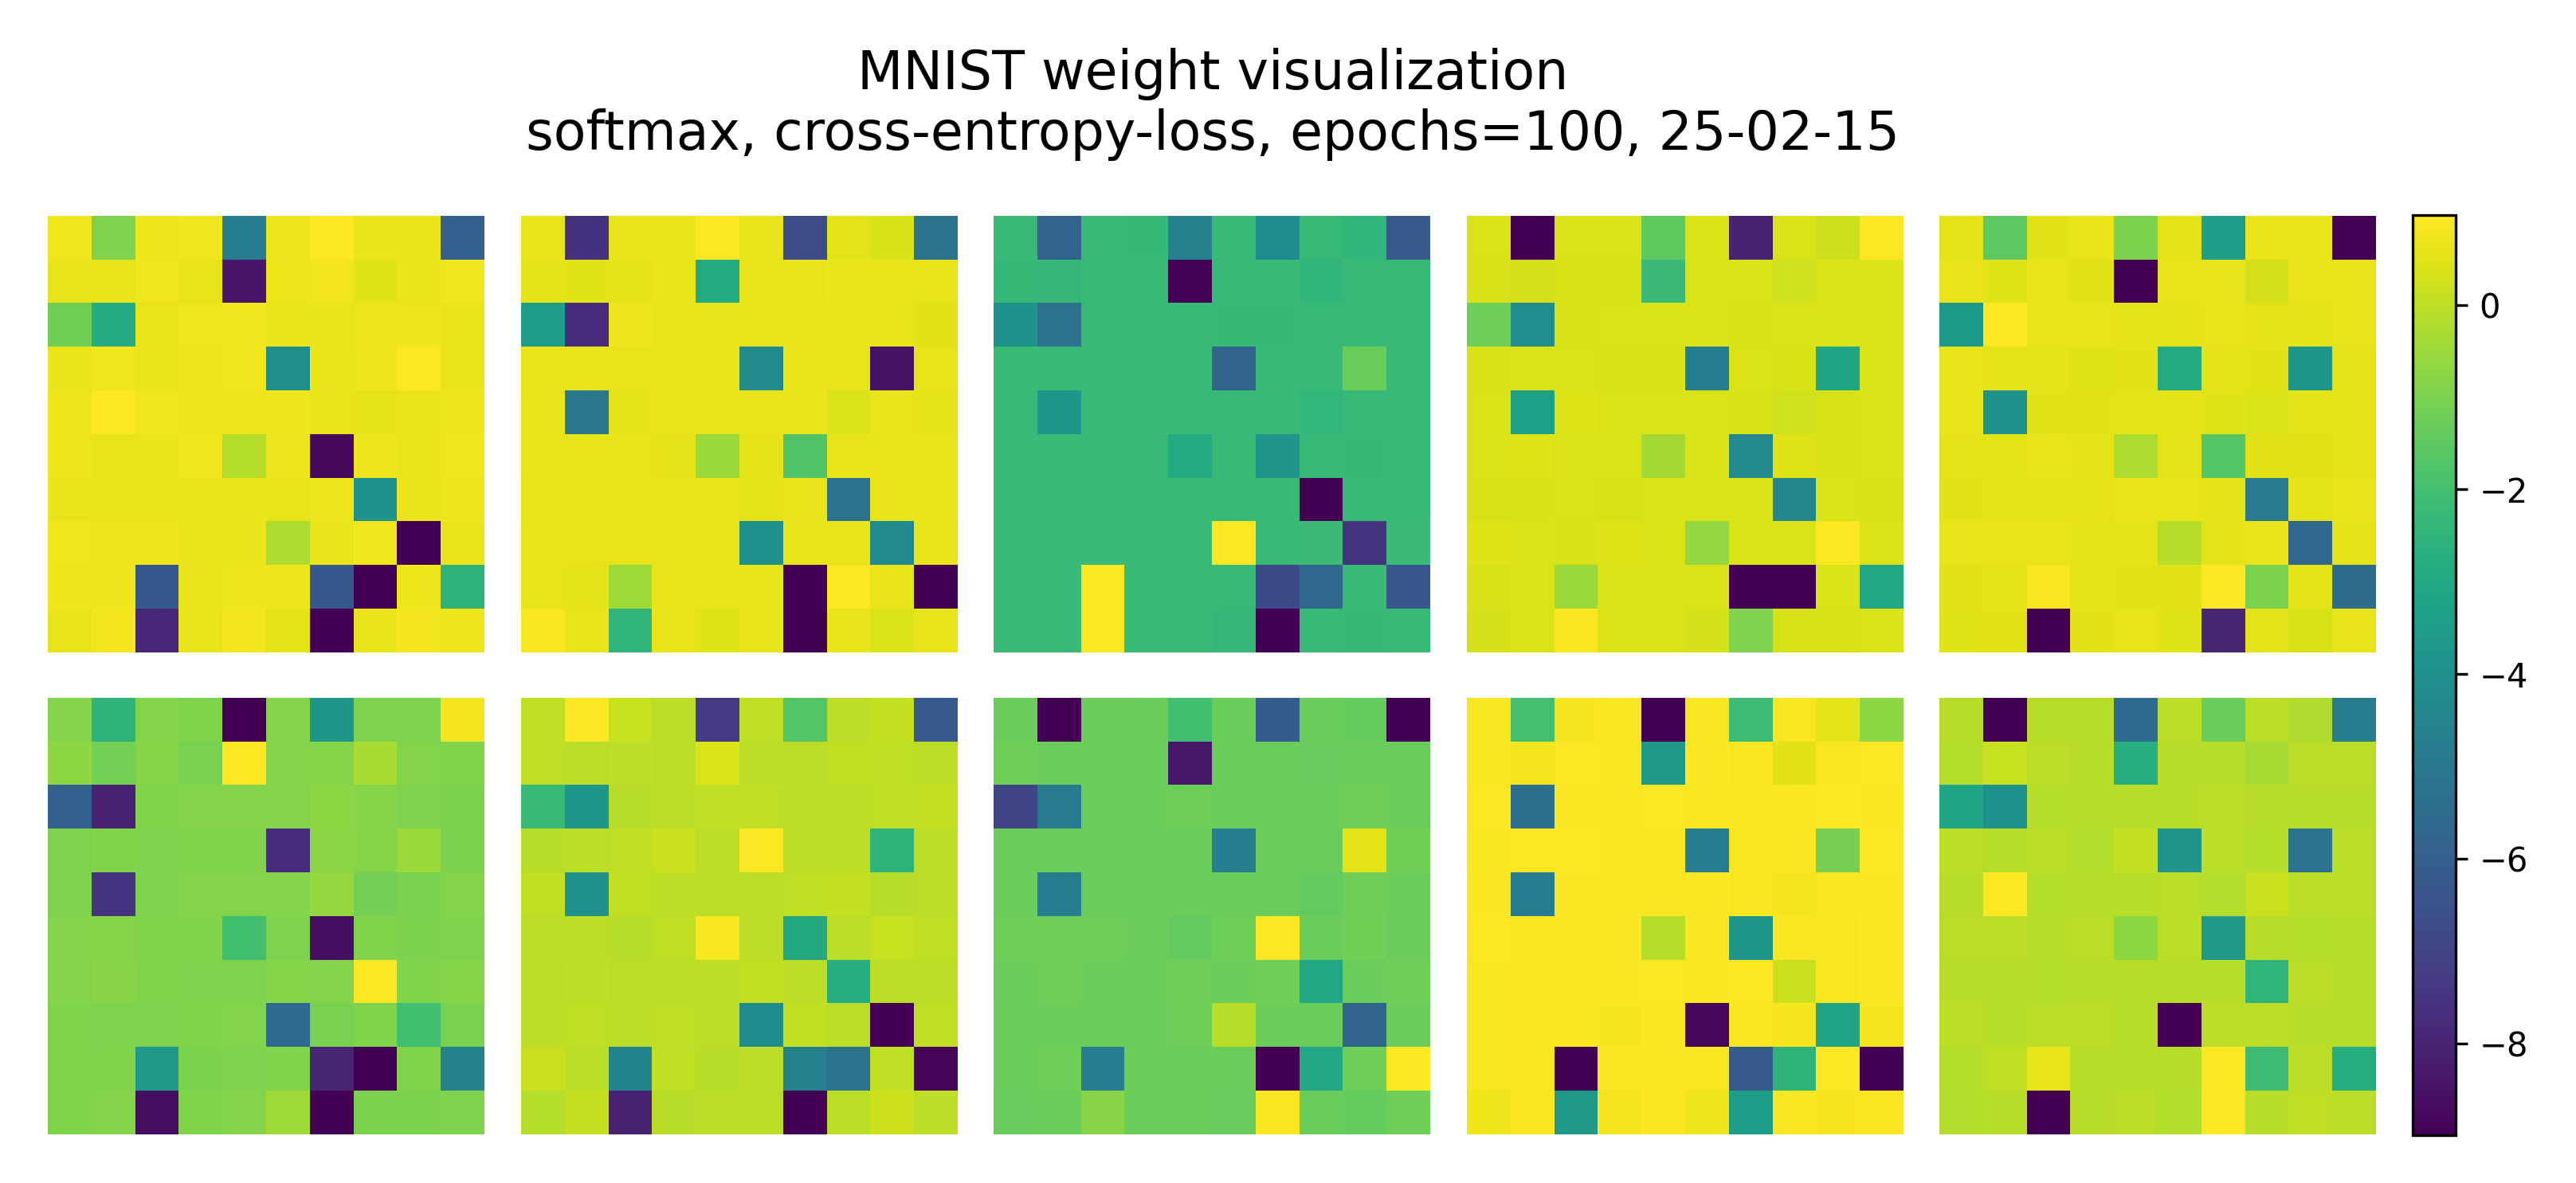 MNIST weight visualization
softmax, cross-entropy-loss, epochs=100, 25-02-15
0
−2
−4
−6
−8